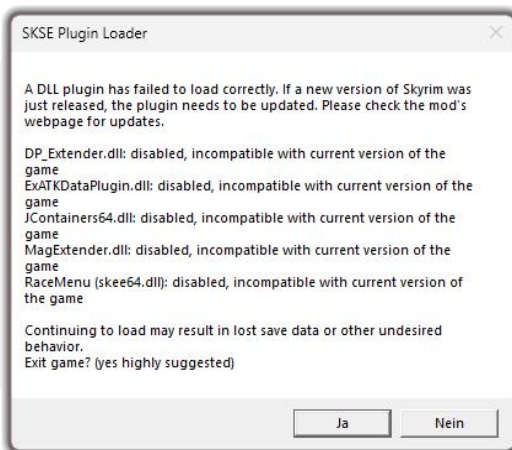 SKSE Plugin Loader
A DLL plugin has failed to load correctly. If a new version of Skyrim was
just released, the plugin needs to be updated. Please check the mod's
webpage for updates.
DP_Extender.dll: disabled, incompatible with current version of the
game
ExATKDataPlugin.dll: disabled, incompatible with current version of the
game
JContainers64.dll: disabled, incompatible with current version of the
game
MagExtender.dll: disabled, incompatible with current version of the
game
RaceMenu (skee64.dll): disabled, incompatible with current version of
the game
Continuing to load may result in lost save data or other undesired
behavior.
Exit game? (yes highly suggested)
Ja
Nein